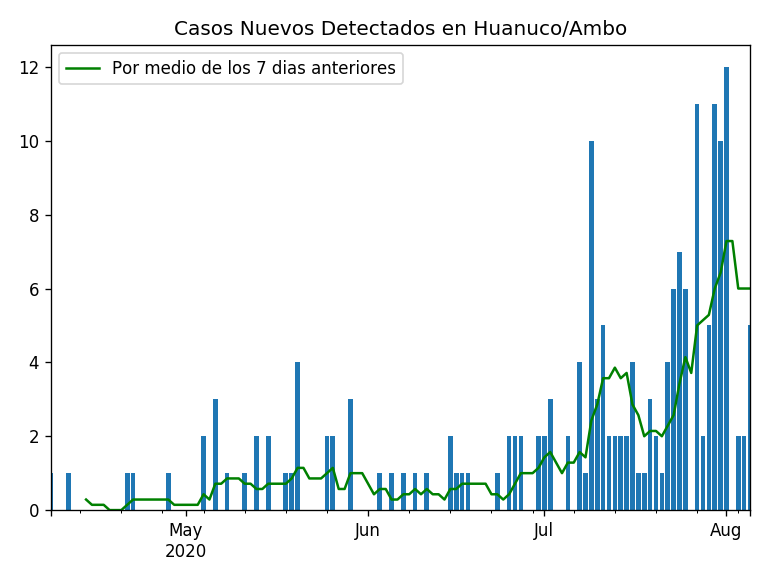 Casos Nuevos Detectados en Huanuco/Ambo
Por medio de los 7 dias anteriores
12
10
8
6
4
2
0
May
2020
Jun
Jul
Aug